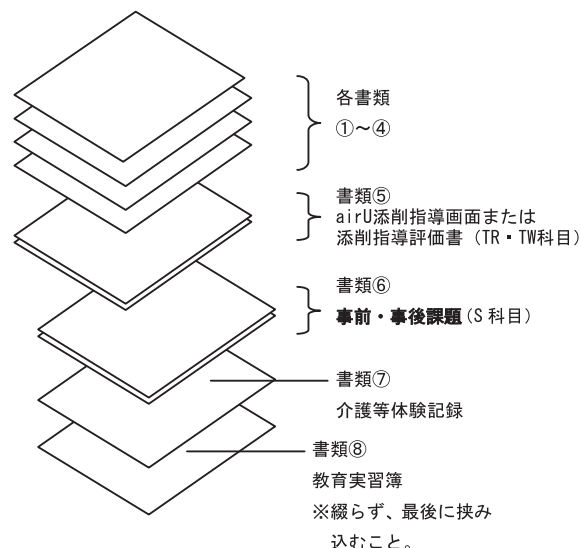 各書類
①～④
書類⑤
airU添削指導画面または
添削指導評価書（TR・TW科目）
書類⑥
事前・事後課題（S科目）
書類⑦
介護等体験記録
書類⑧
教育実習簿
※綴らず、最後に挟み
込むこと。